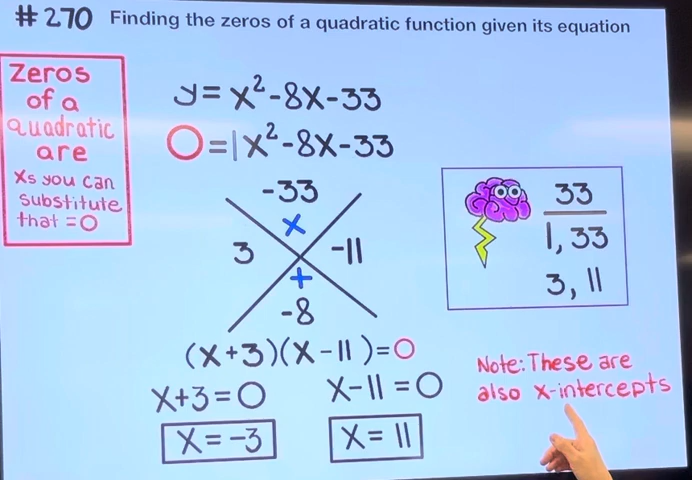 #270 Finding the zeros of a quadratic function given its equation
Zeros
of a
quadratic
are
Xs you can
substitute
that =0
y=x²-8x-33
0=1x²-8x-33
-33
×
3 -11
+
-8
33
1, 33
3, 11
(x+3)(x-11)=0
x+3=0 x-11=0
x=-3 x=11
Note: These are
also x-intercepts